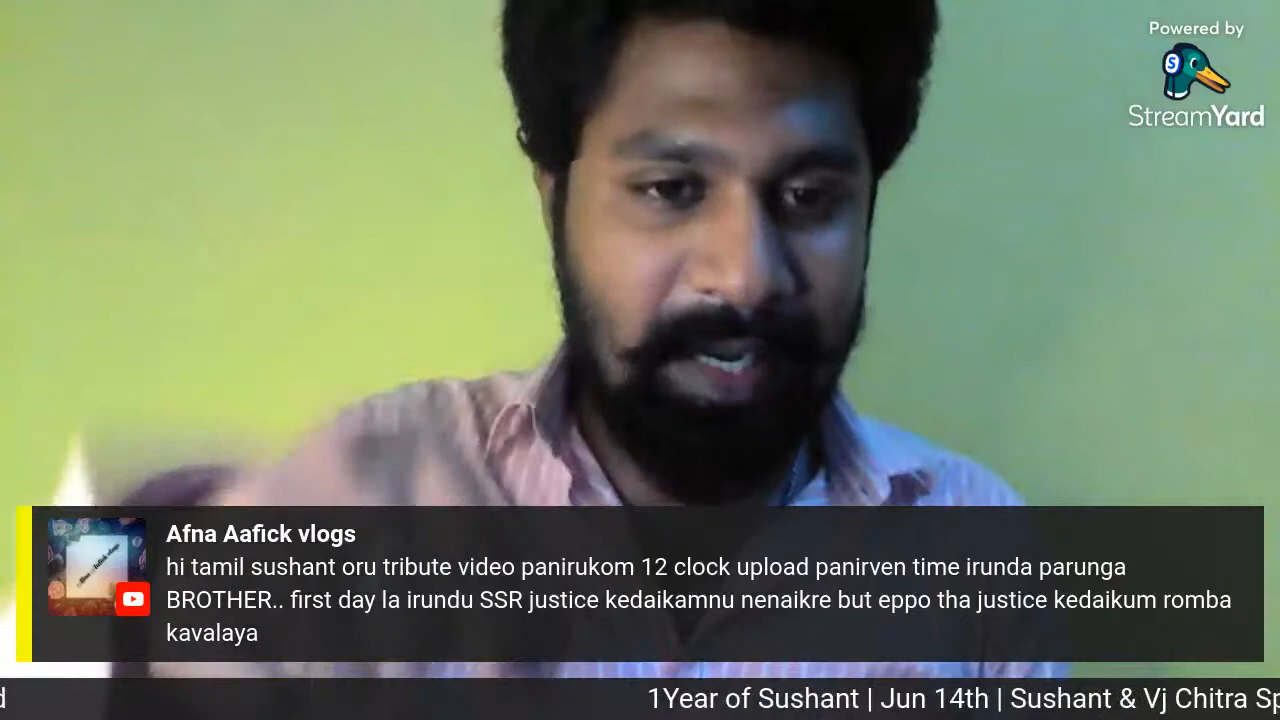 Powered by
StreamYard
Afna Aafick vlogs
hi tamil sushant oru tribute video panirukom 12 clock upload panirven time irunda parunga
BROTHER.. first day la irundu SSR justice kedaikamnu nenaikre but eppo tha justice kedaikum romba
kavalaya
d 1Year of Sushant | Jun 14th | Sushant & Vj Chitra Sp